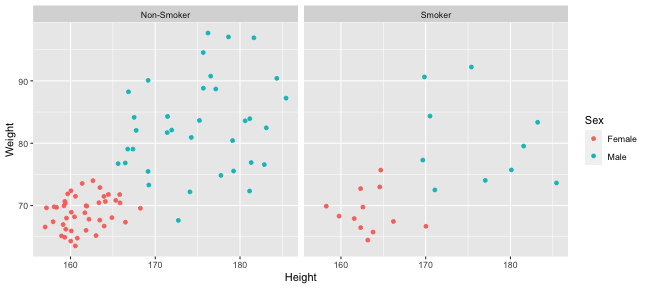 Non-Smoker Smoker
Weight
90
80
70
160 170 180 160 170 180
Height
Sex
Female
Male